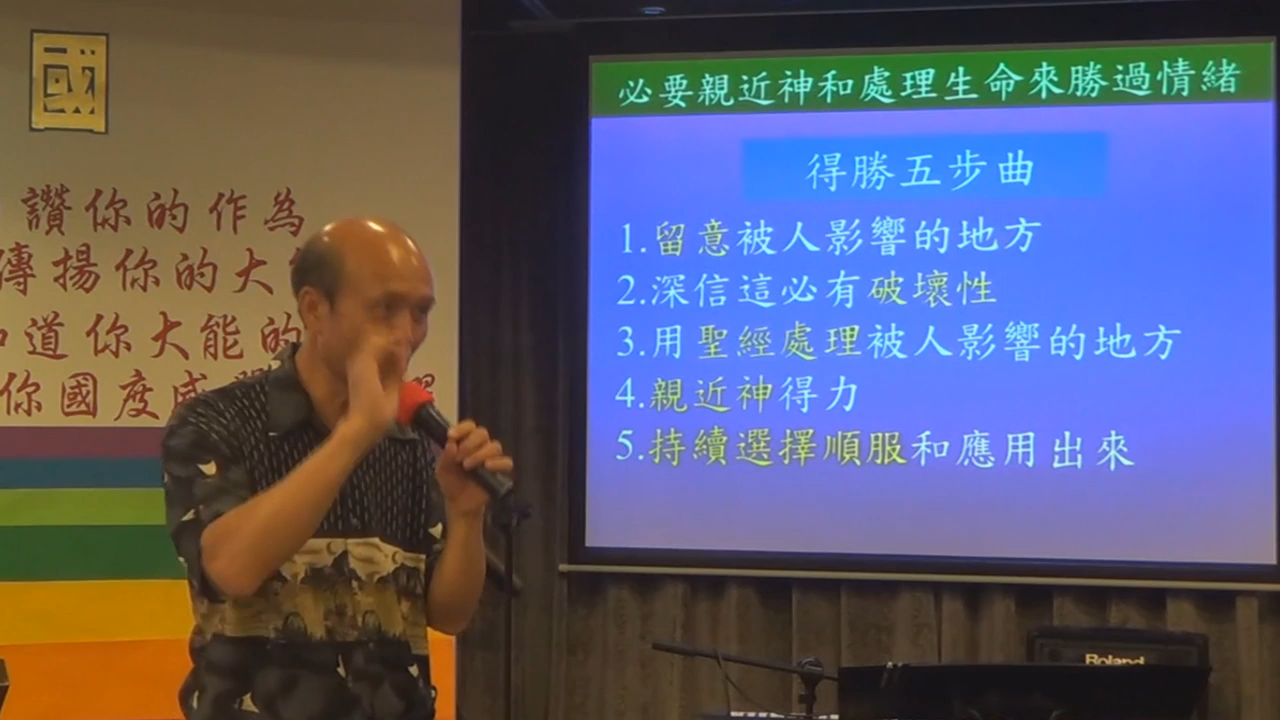 國
讚你的作為
傳揚你的大
道你大能的
你國度威
必要親近神和處理生命來勝過情緒
得勝五步曲
1.留意被人影響的地方
2.深信這必有破壞性
3.用聖經處理被人影響的地方
4.親近神得力
5.持續選擇順服和應用出來
Roland